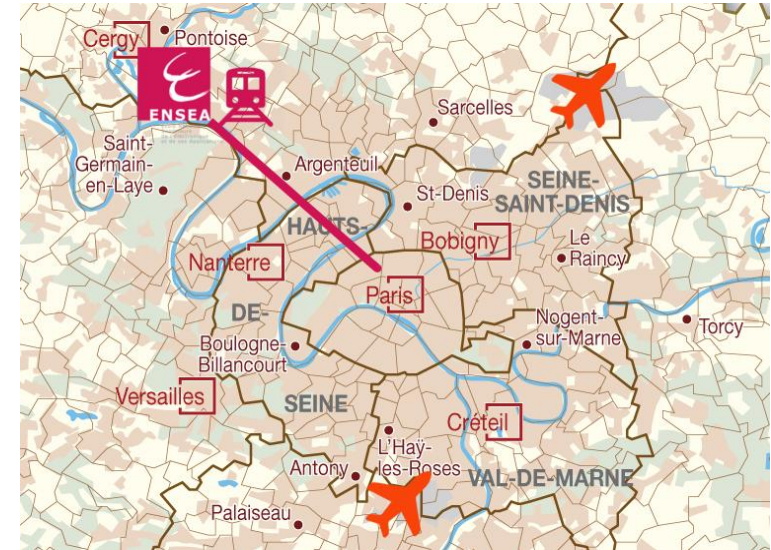 Cergy
Pontoise
ENSEA
Sarcelles
Saint-
Germain-
en-Laye
Argenteuil
St-Denis
SEINE-
SAINT-DENIS
HAUTS-
Bobigny
Le
Raincy
Nanterre
Paris
DE-
Nogent-
sur-Marne
Torcy
Boulogne-
Billancourt
Versailles
SEINE
Créteil
L'Haÿ-
les-Roses
Antony
VAL-DE-MARNE
Palaiseau